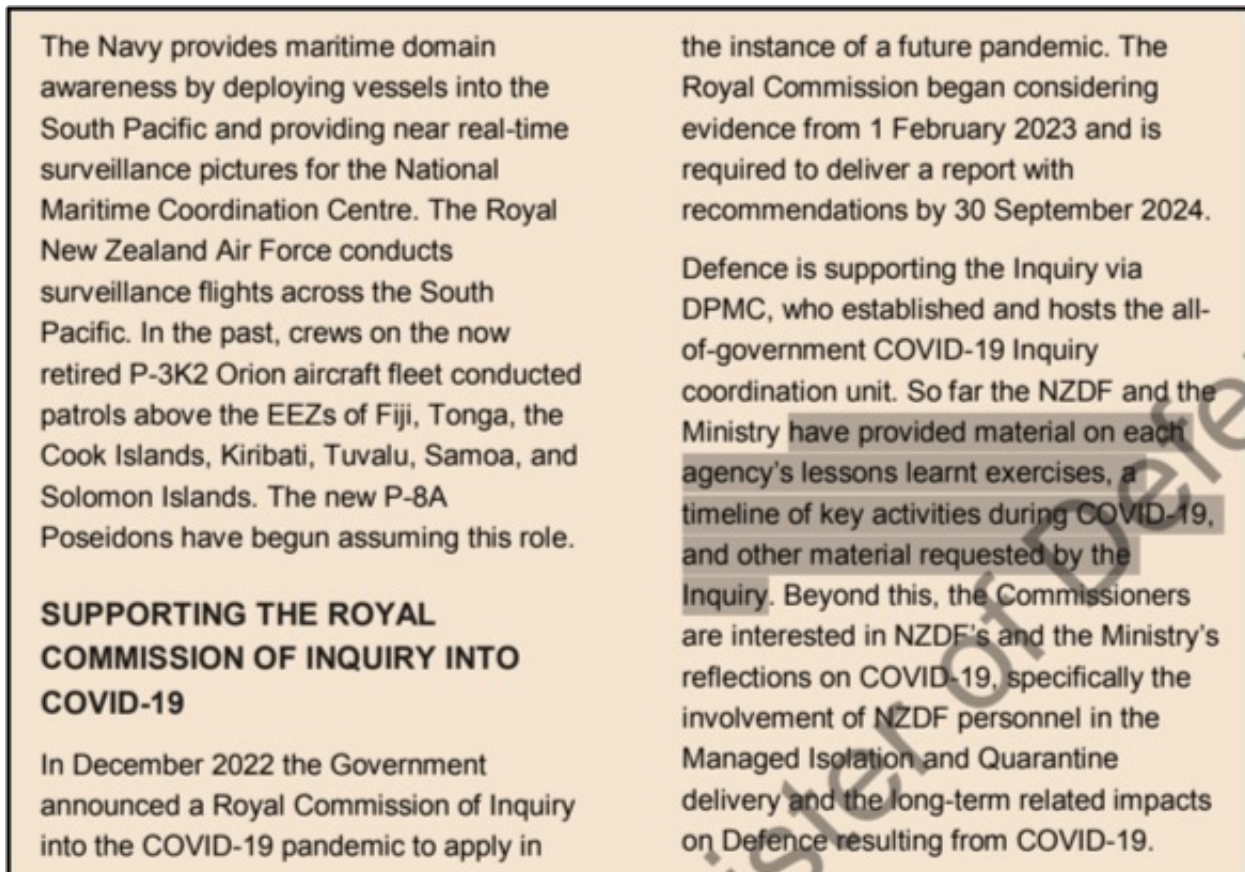 The Navy provides maritime domain
awareness by deploying vessels into the
South Pacific and providing near real-time
surveillance pictures for the National
Maritime Coordination Centre. The Royal
New Zealand Air Force conducts
surveillance flights across the South
Pacific. In the past, crews on the now
retired P-3K2 Orion aircraft fleet conducted
patrols above the EEZs of Fiji, Tonga, the
Cook Islands, Kiribati, Tuvalu, Samoa, and
Solomon Islands. The new P-8A
Poseidons have begun assuming this role.
SUPPORTING THE ROYAL
COMMISSION OF INQUIRY INTO
COVID-19
In December 2022 the Government
announced a Royal Commission of Inquiry
into the COVID-19 pandemic to apply in
the instance of a future pandemic. The
Royal Commission began considering
evidence from 1 February 2023 and is
required to deliver a report with
recommendations by 30 September 2024.
Defence is supporting the Inquiry via
DPMC, who established and hosts the all-
of-government COVID-19 Inquiry
coordination unit. So far the NZDF and the
Ministry have provided material on each
agency's lessons learnt exercises, a
timeline of key activities during COVID-19,
and other material requested by the
Inquiry. Beyond this, the Commissioners
are interested in NZDF's and the Ministry's
reflections on COVID-19, specifically the
involvement of NZDF personnel in the
Managed Isolation and Quarantine
delivery and the long-term related impacts
on Defence resulting from COVID-19.
ister of Defe